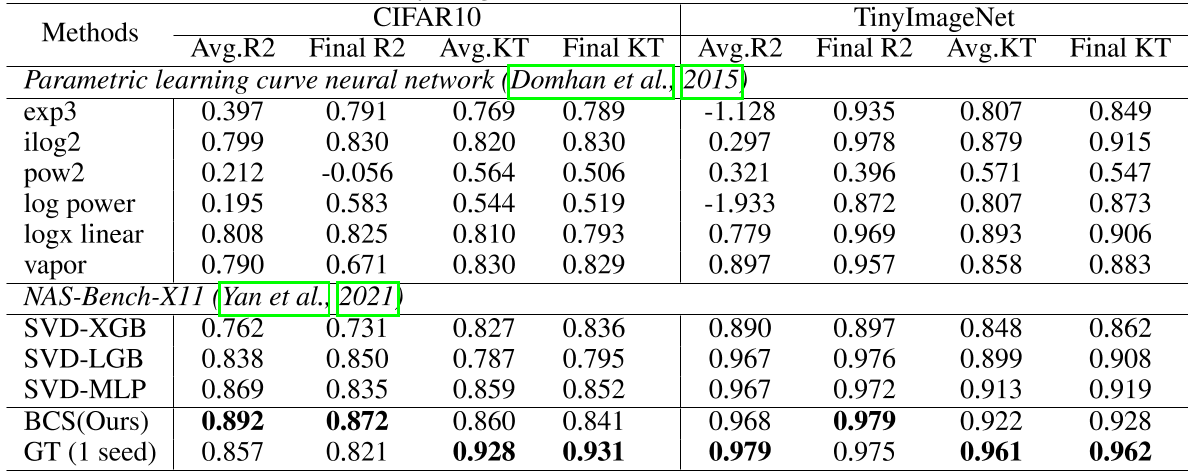 Methods CIFAR10 TinyImageNet
Avg.R2 Final R2 Avg.KT Final KT Avg.R2 Final R2 Avg.KT Final KT
Parametric learning curve neural network (Domhan et al., 2015)
exp3 0.397 0.791 0.769 0.789 -1.128 0.935 0.807 0.849
ilog2 0.799 0.830 0.820 0.830 0.297 0.978 0.879 0.915
pow2 0.212 -0.056 0.564 0.506 0.321 0.396 0.571 0.547
log power 0.195 0.583 0.544 0.519 -1.933 0.872 0.807 0.873
logx linear 0.808 0.825 0.810 0.793 0.779 0.969 0.893 0.906
vapor 0.790 0.671 0.830 0.829 0.897 0.957 0.858 0.883
NAS-Bench-X11 (Yan et al., 2021)
SVD-XGB 0.762 0.731 0.827 0.836 0.890 0.897 0.848 0.862
SVD-LGB 0.838 0.850 0.787 0.795 0.967 0.976 0.899 0.908
SVD-MLP 0.869 0.835 0.859 0.852 0.967 0.972 0.913 0.919
BCS(Ours) 0.892 0.872 0.860 0.841 0.968 0.979 0.922 0.928
GT (1 seed) 0.857 0.821 0.928 0.931 0.979 0.975 0.961 0.962